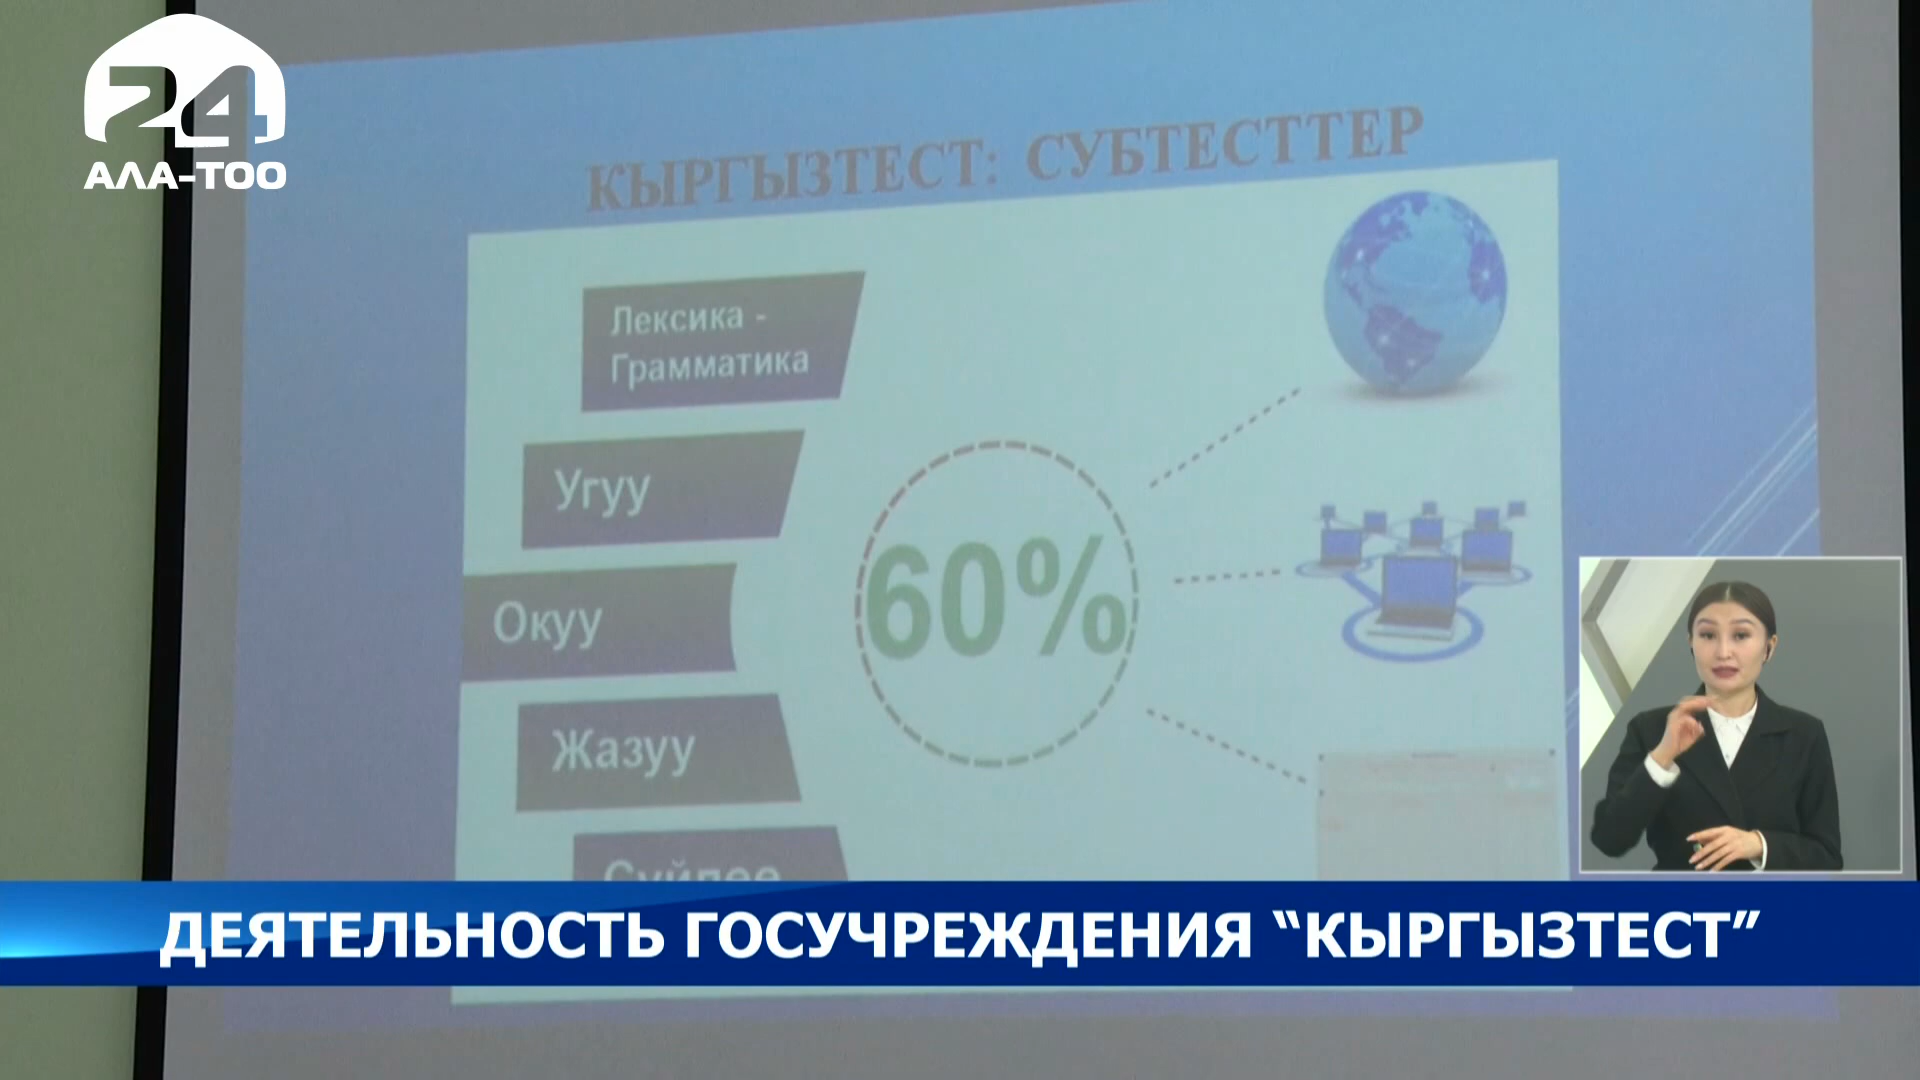 24
АЛА-ТОО
КЫРГЫЗТЕСТ: СУБТЕСТТЕР
Лексика -
Грамматика
Угуу
Окуу
60%
Жазуу
ДЕЯТЕЛЬНОСТЬ ГОСУЧРЕЖДЕНИЯ “КЫРГЫЗТЕСТ”